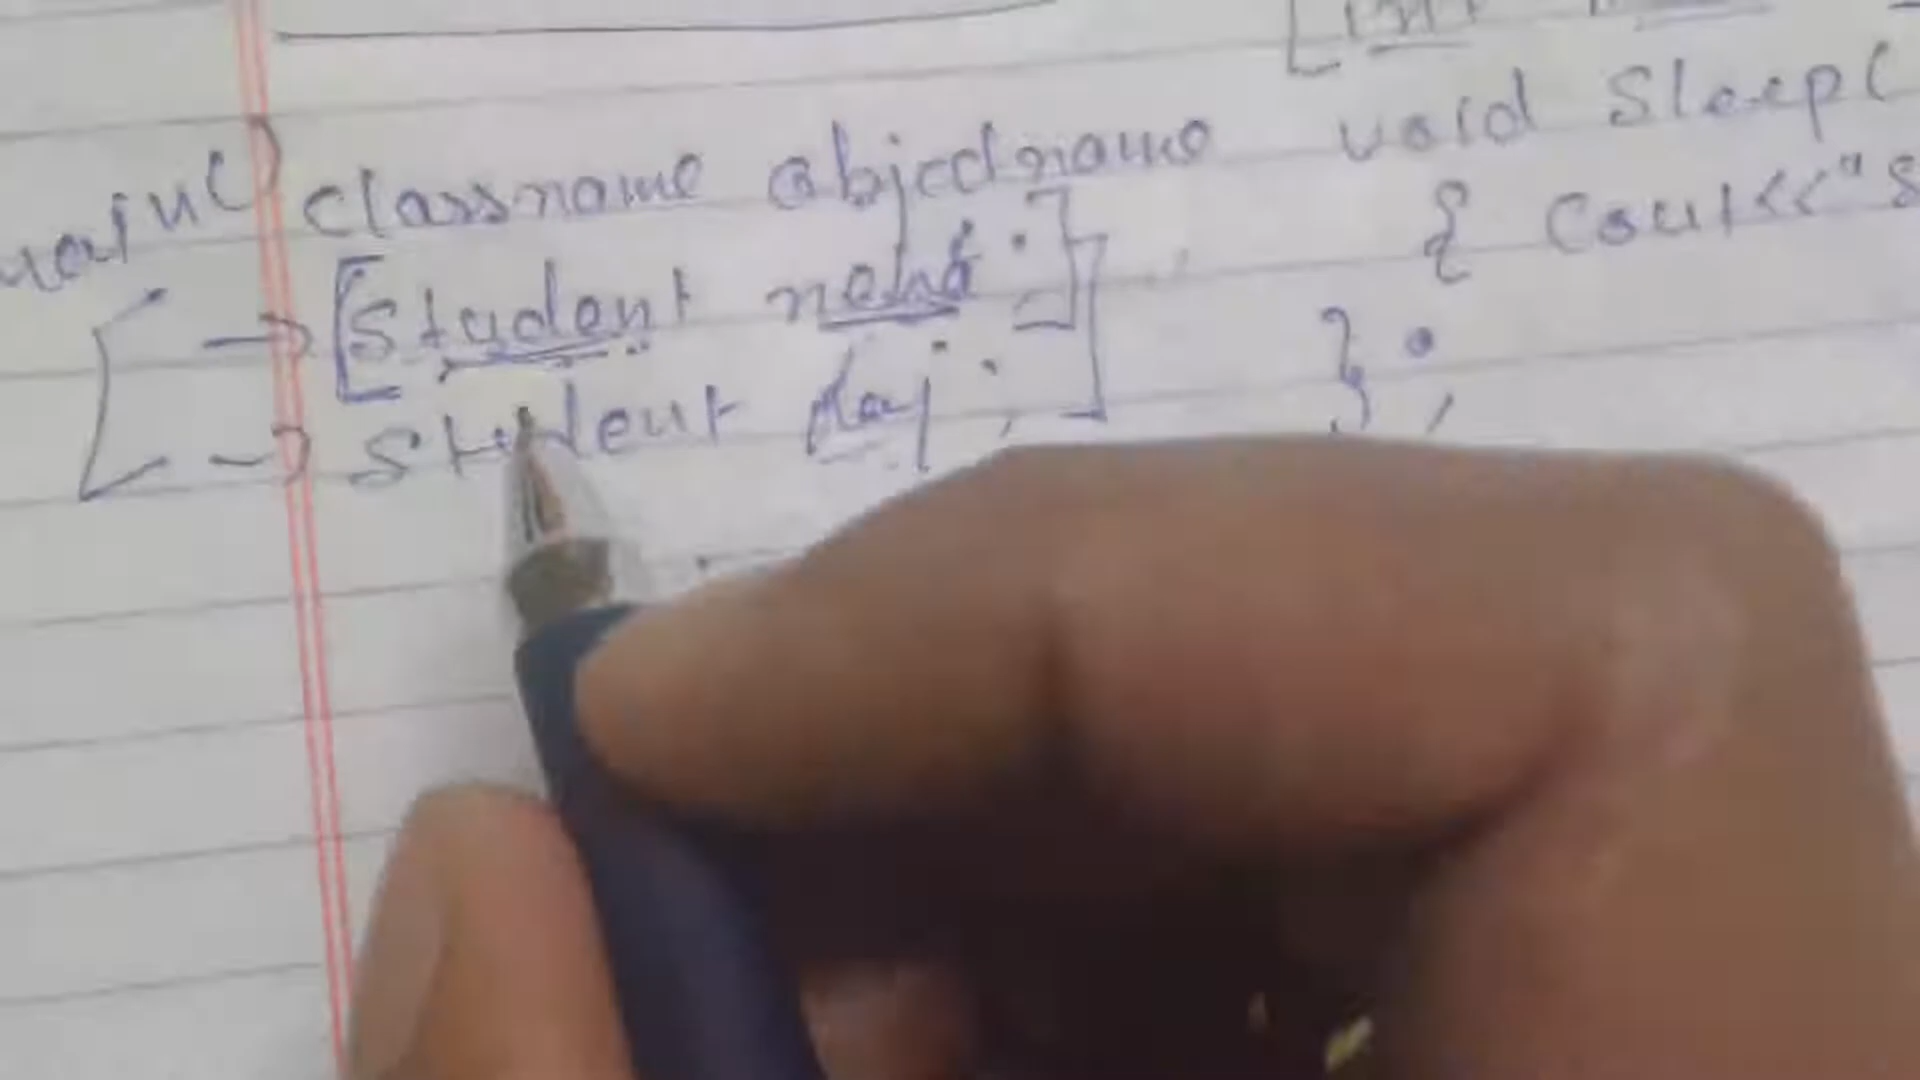 main()
classname objectname
Student neha;
Student Raj;
void Sleep(
{ cout<<"S
}
};